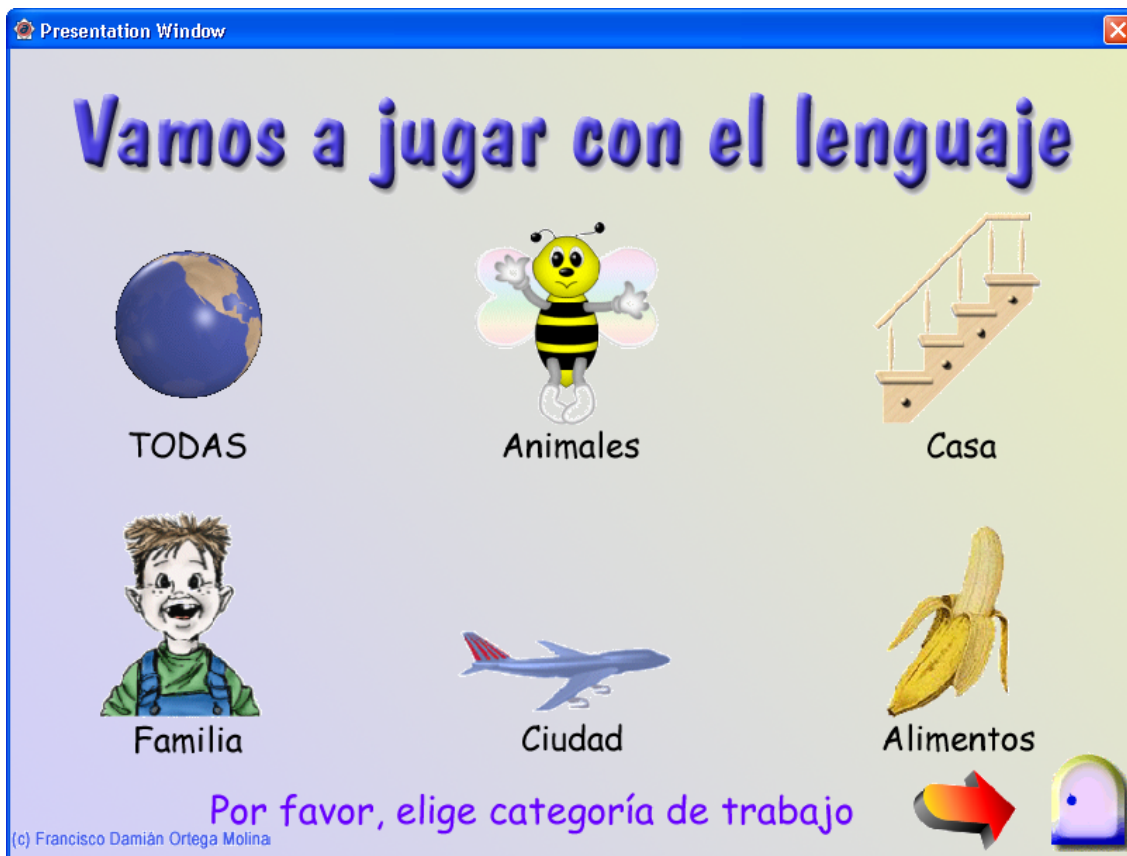 Presentation Window
Vamos a jugar con el lenguaje
TODAS
Animales
Casa
Familia
Ciudad
Alimentos
Por favor, elige categoría de trabajo
(c) Francisco Damián Ortega Molina